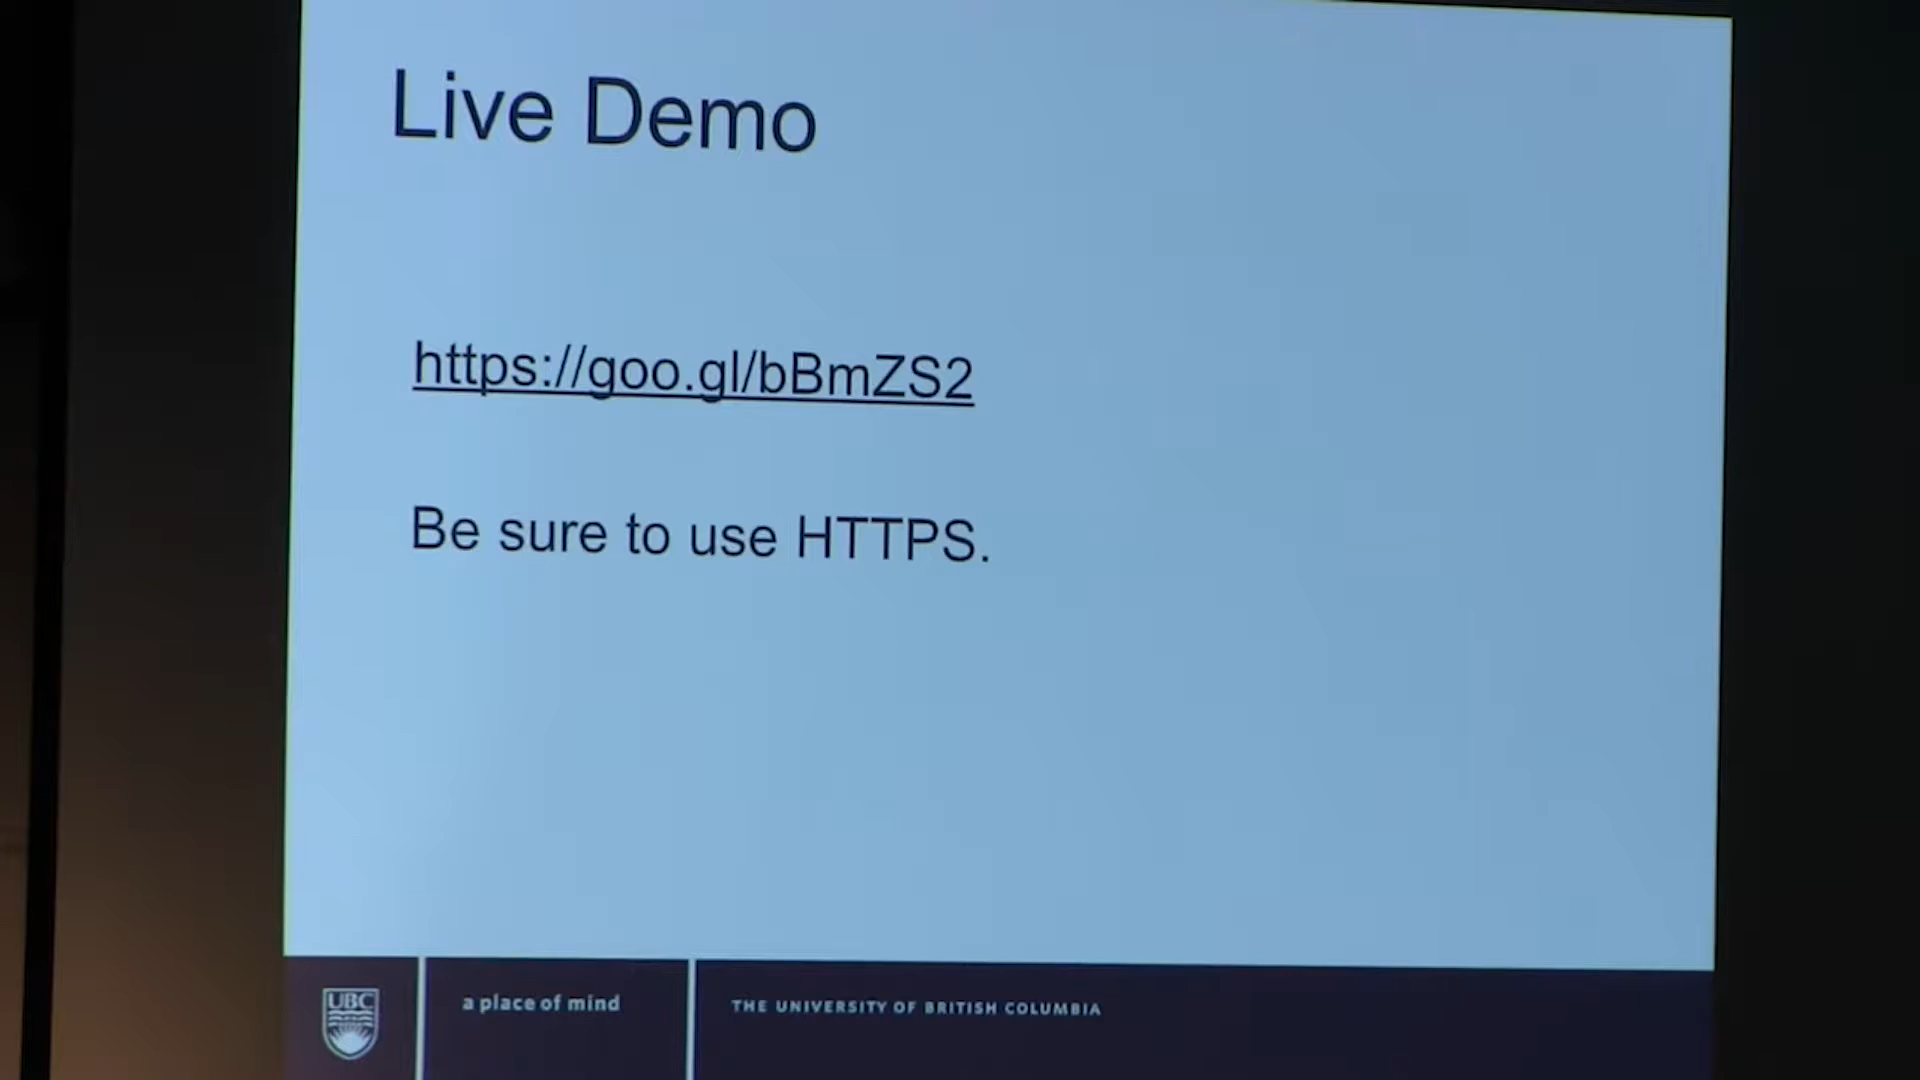 Live Demo
https://goo.gl/bBmZS2
Be sure to use HTTPS.
UBC
a place of mind
THE UNIVERSITY OF BRITISH COLUMBIA